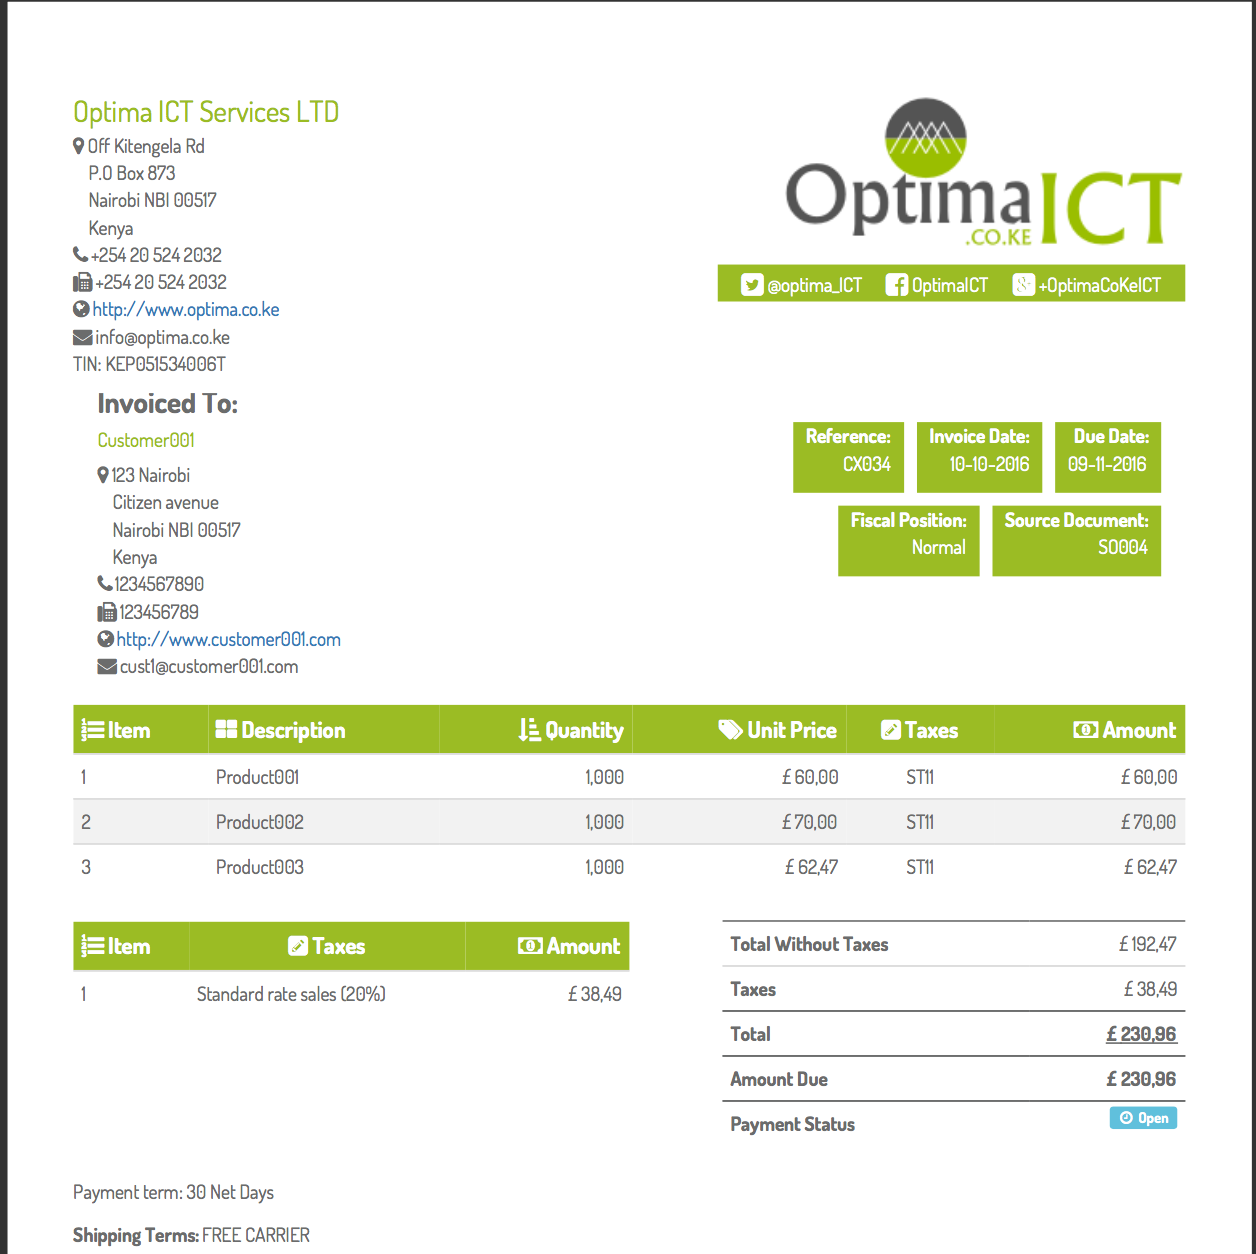 Optima ICT Services LTD
Off Kitengela Rd
P.O Box 873
Nairobi NBI 00517
Kenya
+254 20 524 2032
+254 20 524 2032
http://www.optima.co.ke
info@optima.co.ke
TIN: KEP051534006T
OptimaICT
.CO.KE
@optima_ICT OptimaICT +OptimaCoKeICT
Invoiced To:
Customer001
123 Nairobi
Citizen avenue
Nairobi NBI 00517
Kenya
1234567890
123456789
http://www.customer001.com
cust1@customer001.com
Reference: Invoice Date: Due Date:
CX034 10-10-2016 09-11-2016
Fiscal Position: Source Document:
Normal SO004
Item Description Quantity Unit Price Taxes Amount
1 Product001 1,000 £ 60,00 ST11 £ 60,00
2 Product002 1,000 £ 70,00 ST11 £ 70,00
3 Product003 1,000 £ 62,47 ST11 £ 62,47
Item Taxes Amount
1 Standard rate sales (20%) £ 38,49
Total Without Taxes £ 192,47
Taxes £ 38,49
Total £ 230,96
Amount Due £ 230,96
Payment Status Open
Payment term: 30 Net Days
Shipping Terms: FREE CARRIER